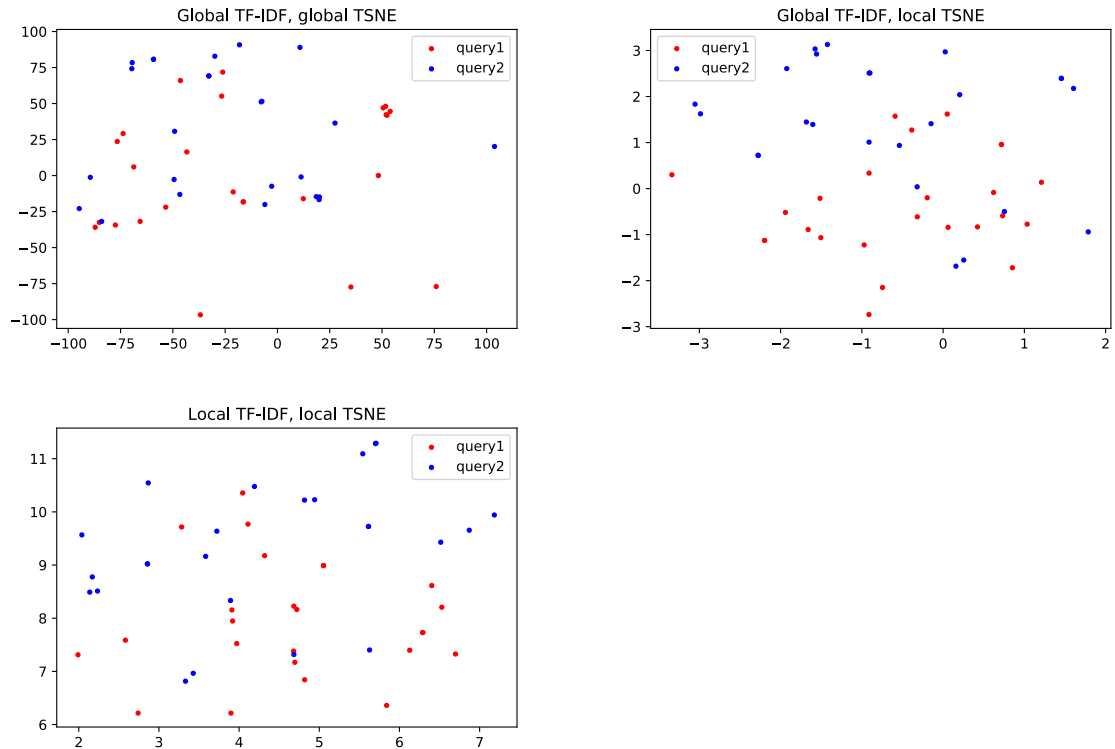 Global TF-IDF, global TSNE
100
75
50
25
0
−25
−50
−75
−100
−100 −75 −50 −25 0 25 50 75 100
query1
query2
Global TF-IDF, local TSNE
3
2
1
0
−1
−2
−3
−3 −2 −1 0 1 2
query1
query2
Local TF-IDF, local TSNE
11
10
9
8
7
6
2 3 4 5 6 7
query1
query2